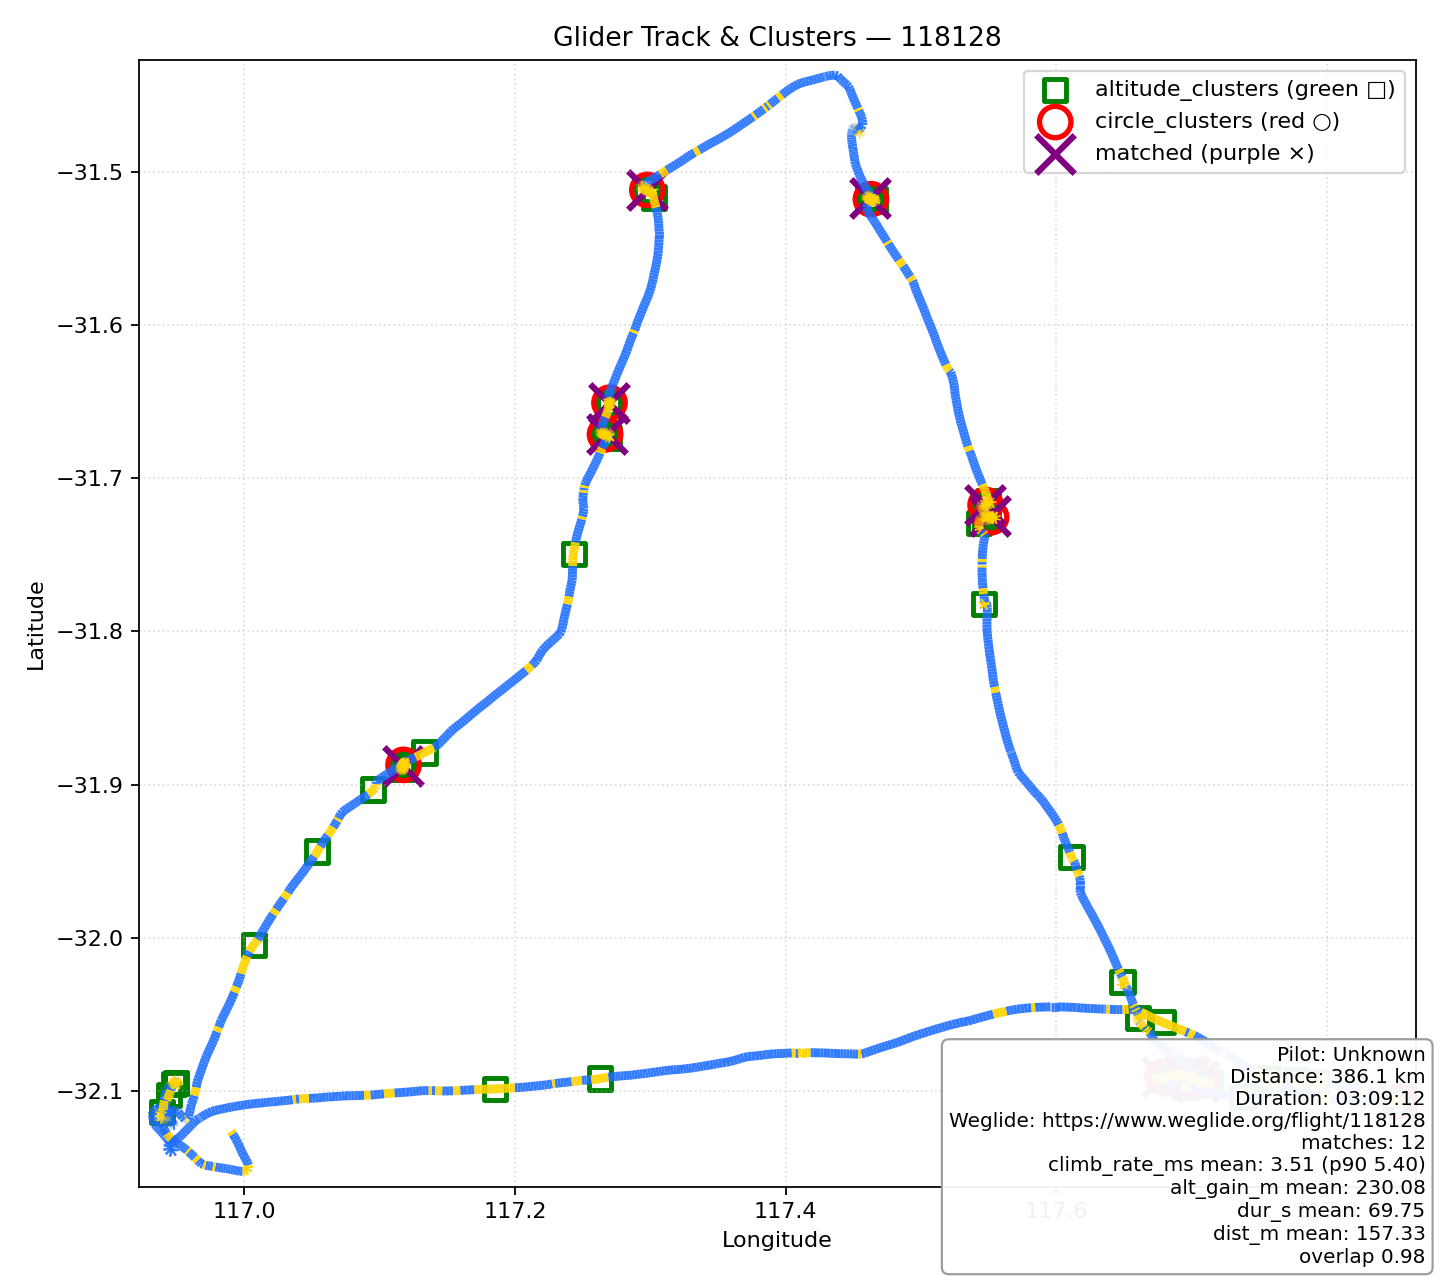 Glider Track & Clusters — 118128
altitude_clusters (green □)
circle_clusters (red ○)
matched (purple ×)
Latitude
−31.5
−31.6
−31.7
−31.8
−31.9
−32.0
−32.1
117.0
117.2
117.4
117.6
Longitude
Pilot: Unknown
Distance: 386.1 km
Duration: 03:09:12
Weglide: https://www.weglide.org/flight/118128
matches: 12
climb_rate_ms mean: 3.51 (p90 5.40)
alt_gain_m mean: 230.08
dur_s mean: 69.75
dist_m mean: 157.33
overlap 0.98